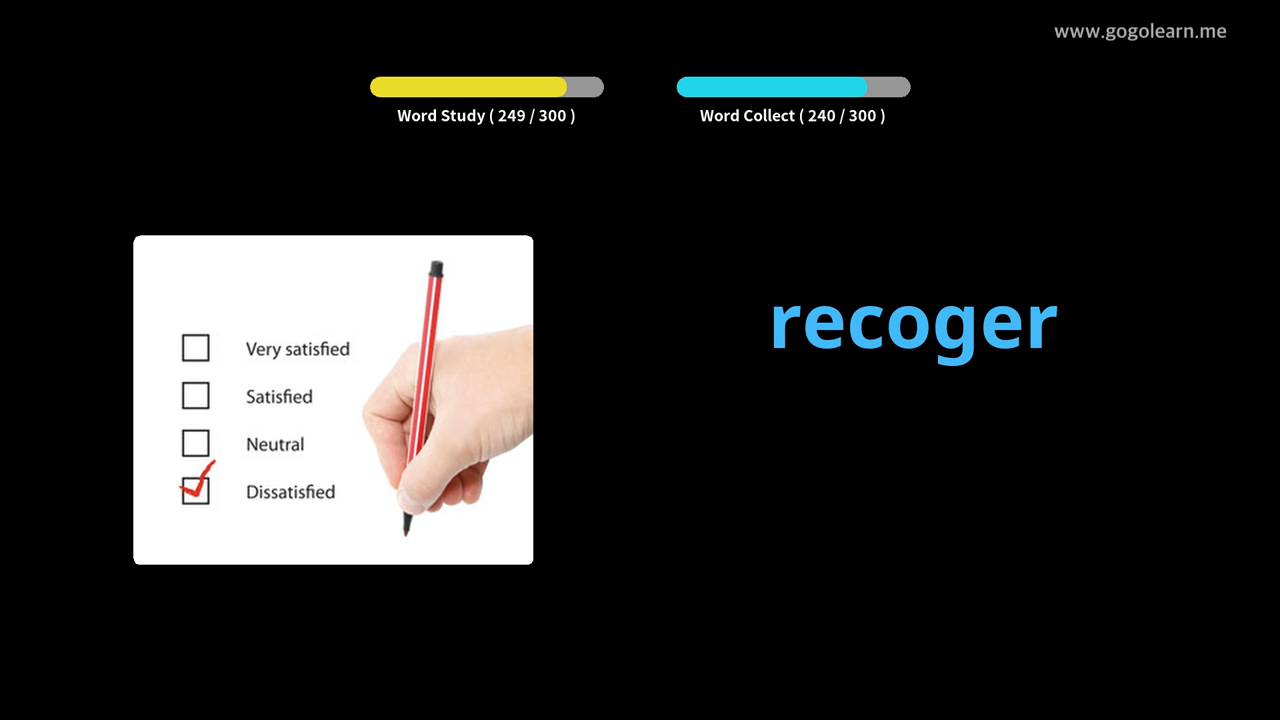 www.gogolearn.me
Word Study ( 249 / 300 )
Word Collect ( 240 / 300 )
recoger
Very satisfied
Satisfied
Neutral
Dissatisfied